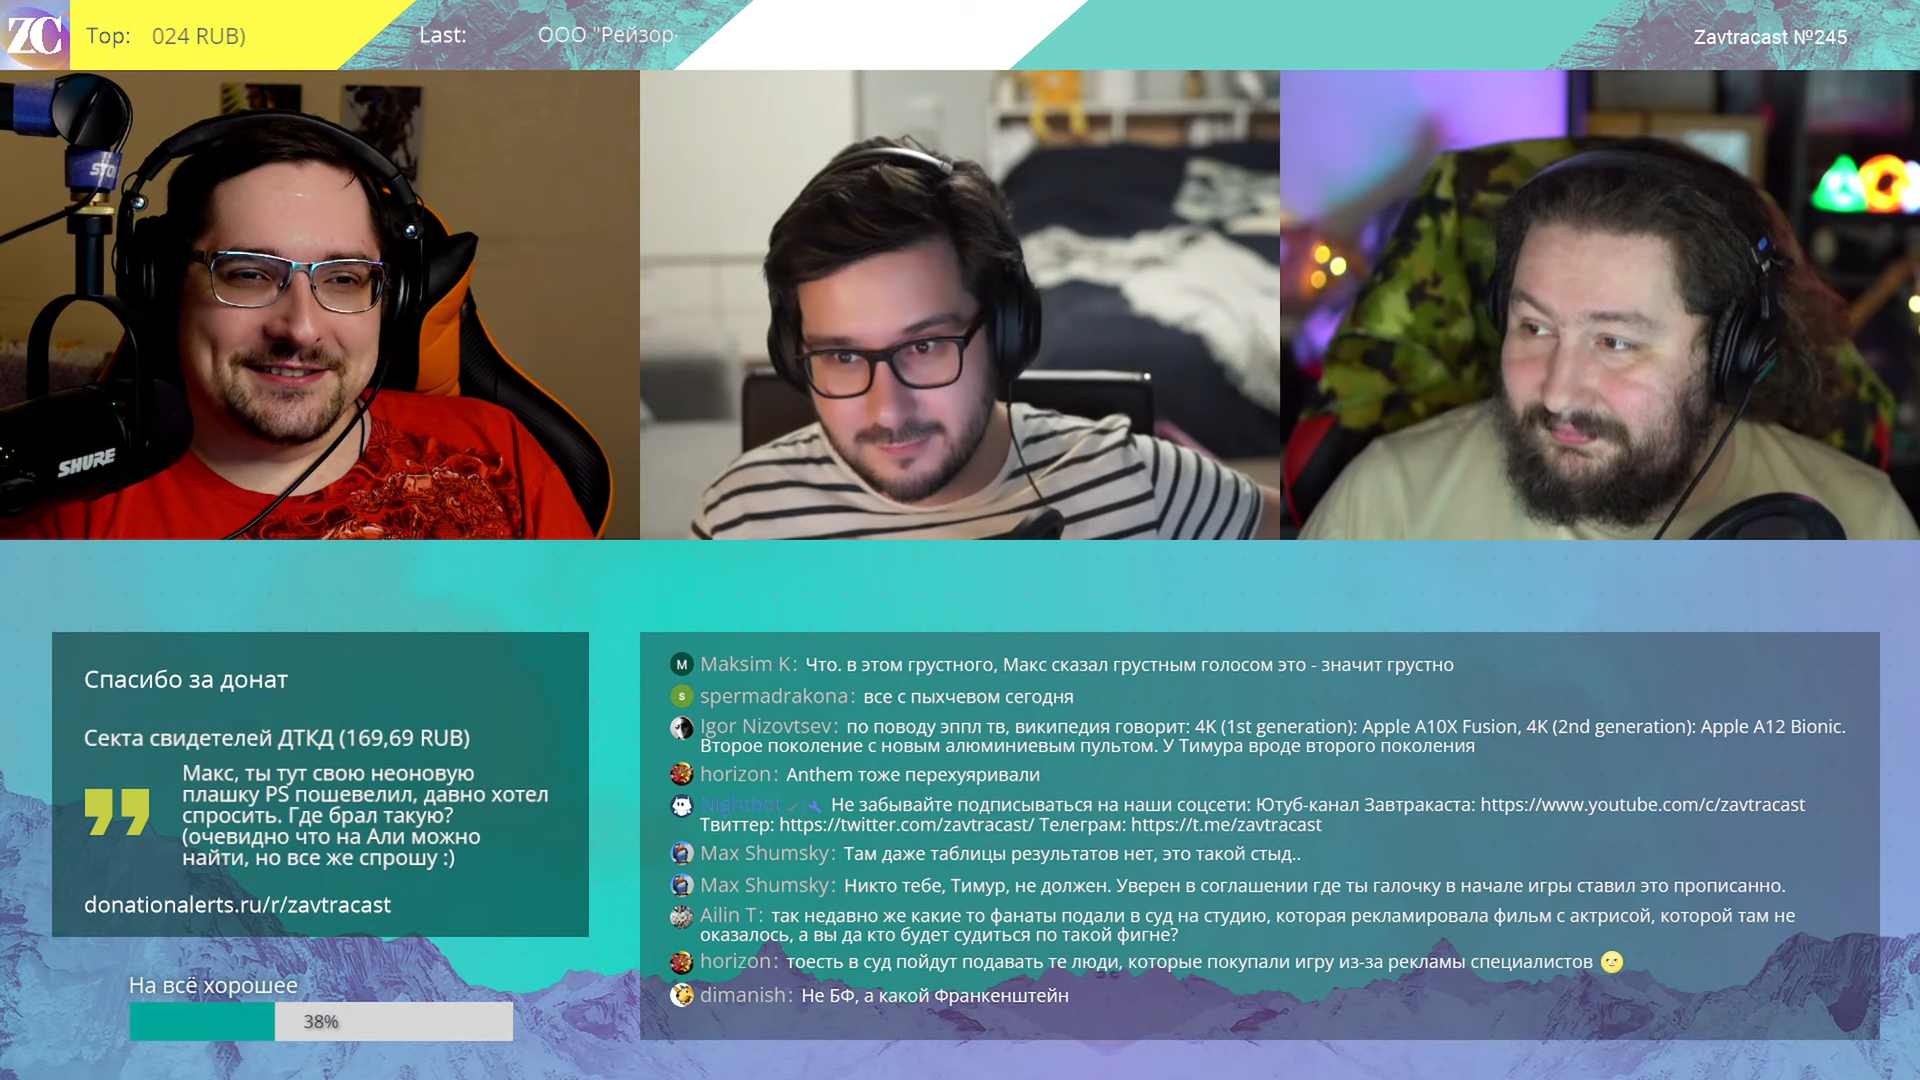 ZC
Top: 024 RUB)
Last: ООО "Рейзор
Zavtracast №245
SHURE
Спасибо за донат
Секта свидетелей ДТКД (169,69 RUB)
Макс, ты тут свою неоновую
плашку PS пошевелил, давно хотел
спросить. Где брал такую?
(очевидно что на Али можно
найти, но все же спрошу :)
donationalerts.ru/r/zavtracast
На всё хорошее
38%
M Maksim K: Что. в этом грустного, Макс сказал грустным голосом это - значит грустно
s spermadrakona: все с пыхчевом сегодня
Igor Nizovtsev: по поводу эппл тв, википедия говорит: 4K (1st generation): Apple A10X Fusion, 4K (2nd generation): Apple A12 Bionic.
Второе поколение с новым алюминиевым пультом. У Тимура вроде второго поколения
horizon: Anthem тоже перехуяривали
Nightbot Не забывайте подписываться на наши соцсети: Ютуб-канал Завтракаста: https://www.youtube.com/c/zavtracast
Твиттер: https://twitter.com/zavtracast/ Телеграм: https://t.me/zavtracast
Max Shumsky: Там даже таблицы результатов нет, это такой стыд..
Max Shumsky: Никто тебе, Тимур, не должен. Уверен в соглашении где ты галочку в начале игры ставил это прописанно.
Ailin T: так недавно же какие то фанаты подали в суд на студию, которая рекламировала фильм с актрисой, которой там не
оказалось, а вы да кто будет судиться по такой фигне?
horizon: тоесть в суд пойдут подавать те люди, которые покупали игру из-за рекламы специалистов
dimanish: Не БФ, а какой Франкенштейн